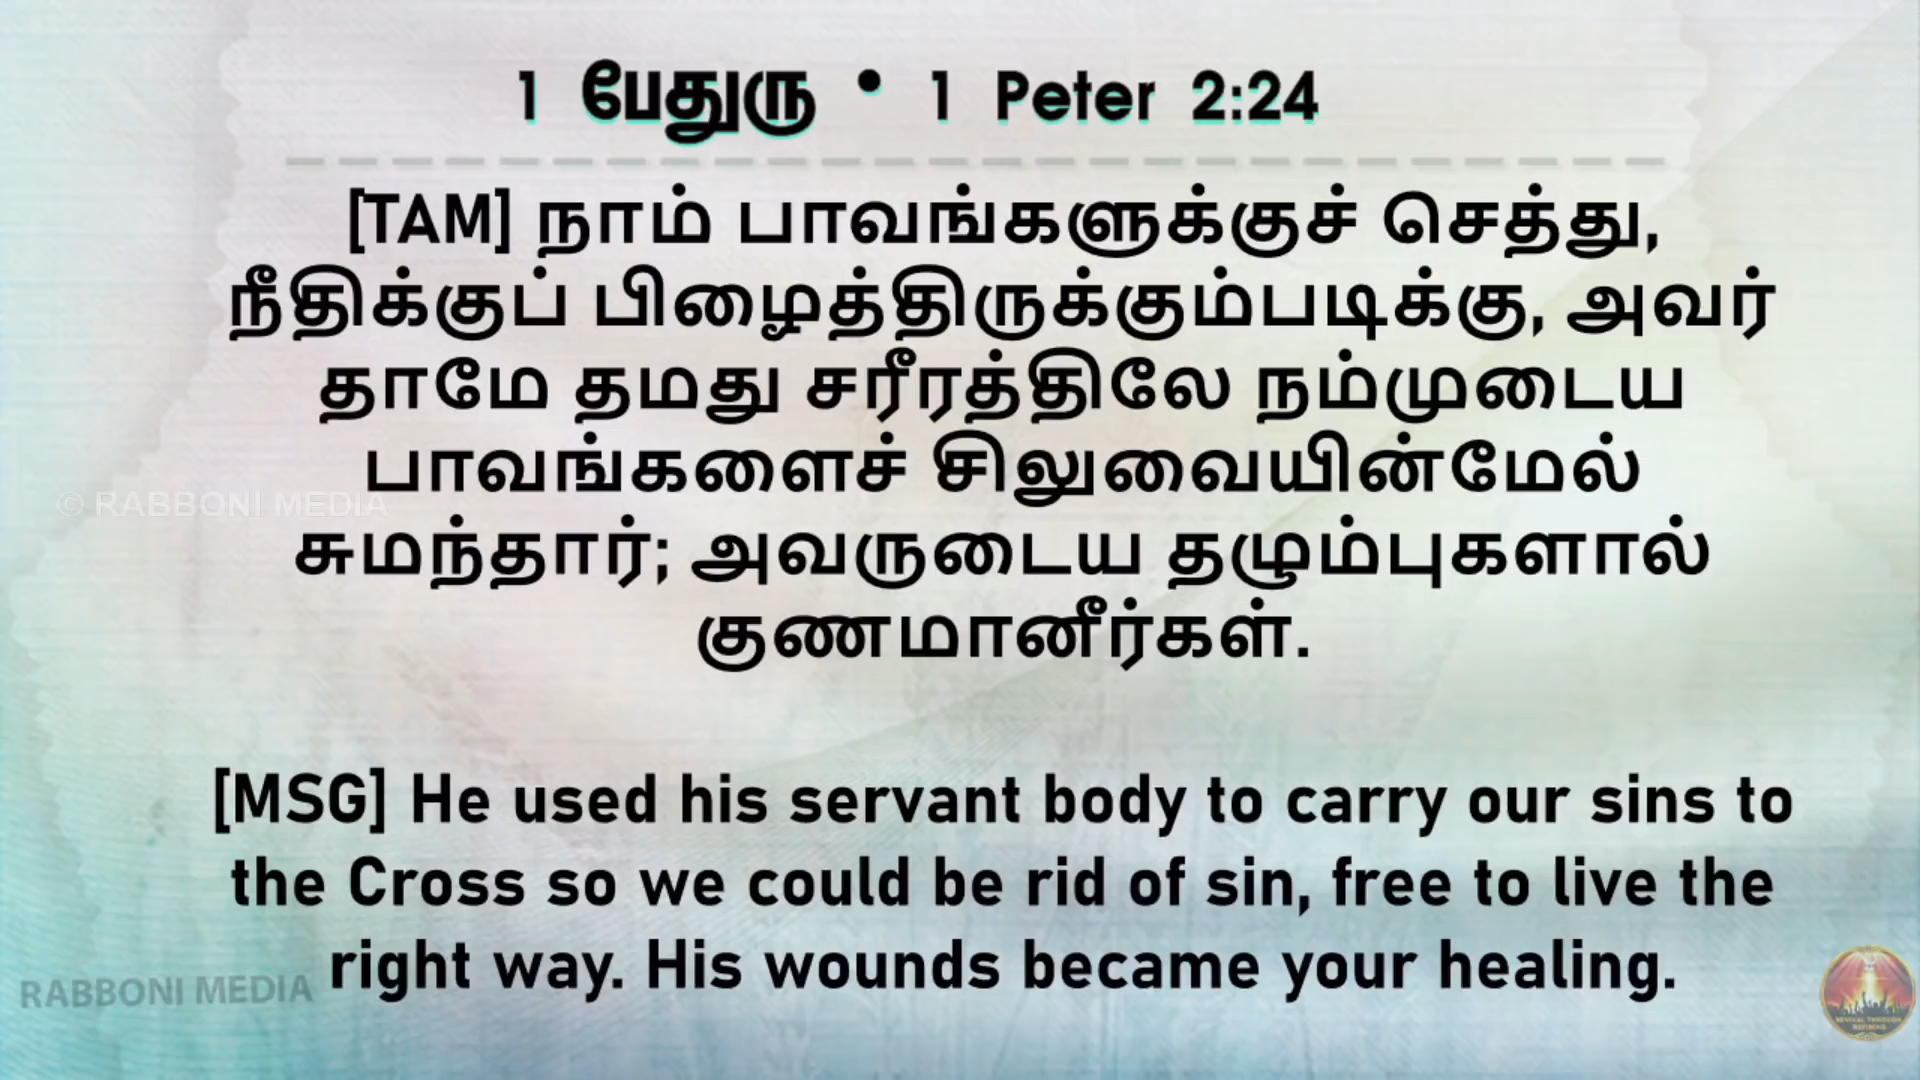 1 பேதுரு • 1 Peter 2:24
[TAM] நாம் பாவங்களுக்குச் செத்து,
நீதிக்குப் பிழைத்திருக்கும்படிக்கு, அவர்
தாமே தமது சரீரத்திலே நம்முடைய
பாவங்களைச் சிலுவையின்மேல்
© RABBONI MEDIA
சுமந்தார்; அவருடைய தழும்புகளால்
குணமானீர்கள்.
[MSG] He used his servant body to carry our sins to
the Cross so we could be rid of sin, free to live the
right way. His wounds became your healing.
RABBONI MEDIA
REVIVAL THROUGH